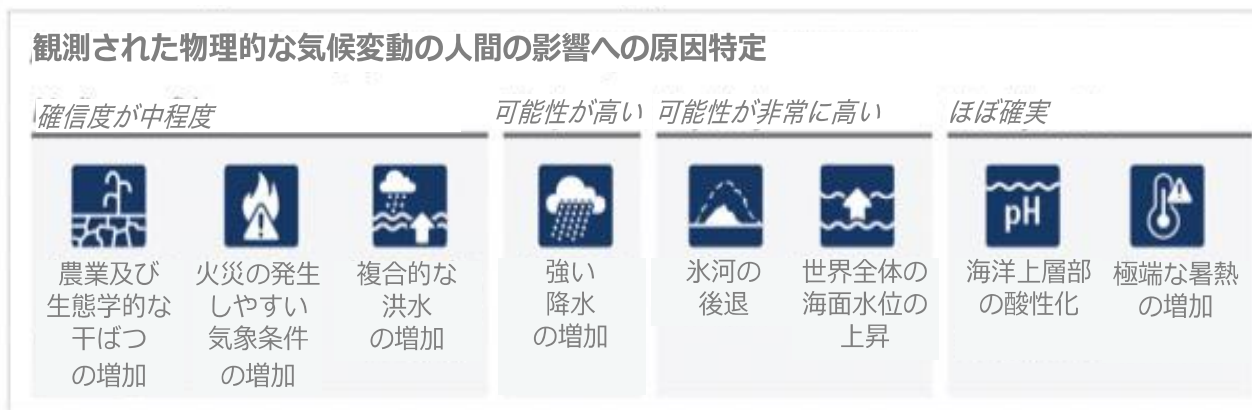 観測された物理的な気候変動の人間の影響への原因特定
確信度が中程度
可能性が高い
可能性が非常に高い
ほぼ確実
農業及び
生態学的な
干ばつ
の増加
火災の発生
しやすい
気象条件
の増加
複合的な
洪水
の増加
強い
降水
の増加
氷河の
後退
世界全体の
海面水位の
上昇
pH
海洋上層部
の酸性化
極端な暑熱
の増加